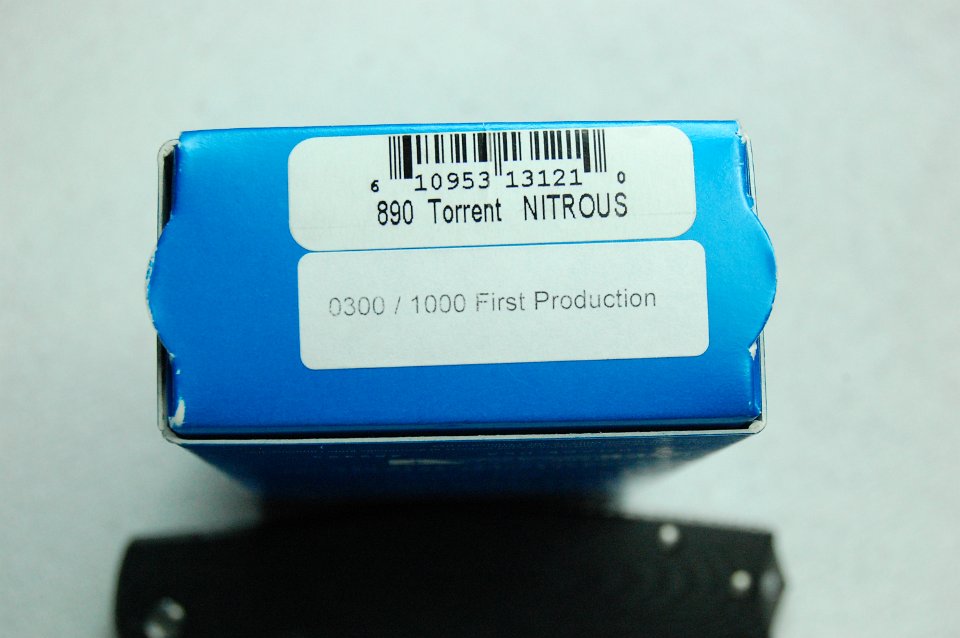 6 10953 13121 0
890 Torrent NITROUS
0300 / 1000 First Production